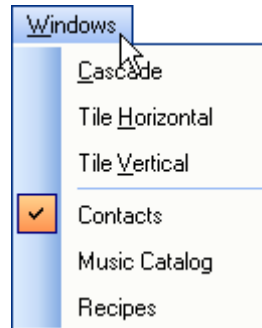 Windows
Cascade
Tile Horizontal
Tile Vertical
Contacts
Music Catalog
Recipes